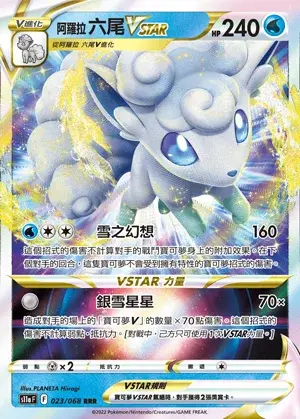 V進化
阿羅拉 六尾 VSTAR
HP 240
從阿羅拉 六尾V進化
雪之幻想 160
這個招式的傷害不計算對手的戰鬥寶可夢身上的附加效果。在下
個對手的回合，這隻寶可夢不會受到擁有特性的寶可夢招式的傷害。
VSTAR 力量
銀雪星星 70×
造成對手的場上「寶可夢V」的數量×70點傷害。這個招式的傷害
不計算弱點、抵抗力。[對戰中，己方只可使用1次VSTAR力量。]
弱點 ×2 抵抗力 撤退
Illus. PLANETA Hiiragi
s11a F F 023/068 RRR
VSTAR規則
寶可夢VSTAR【昏厥】時，對手獲得2張獎賞卡。
©2022 Pokémon/Nintendo/Creatures/GAME FREAK